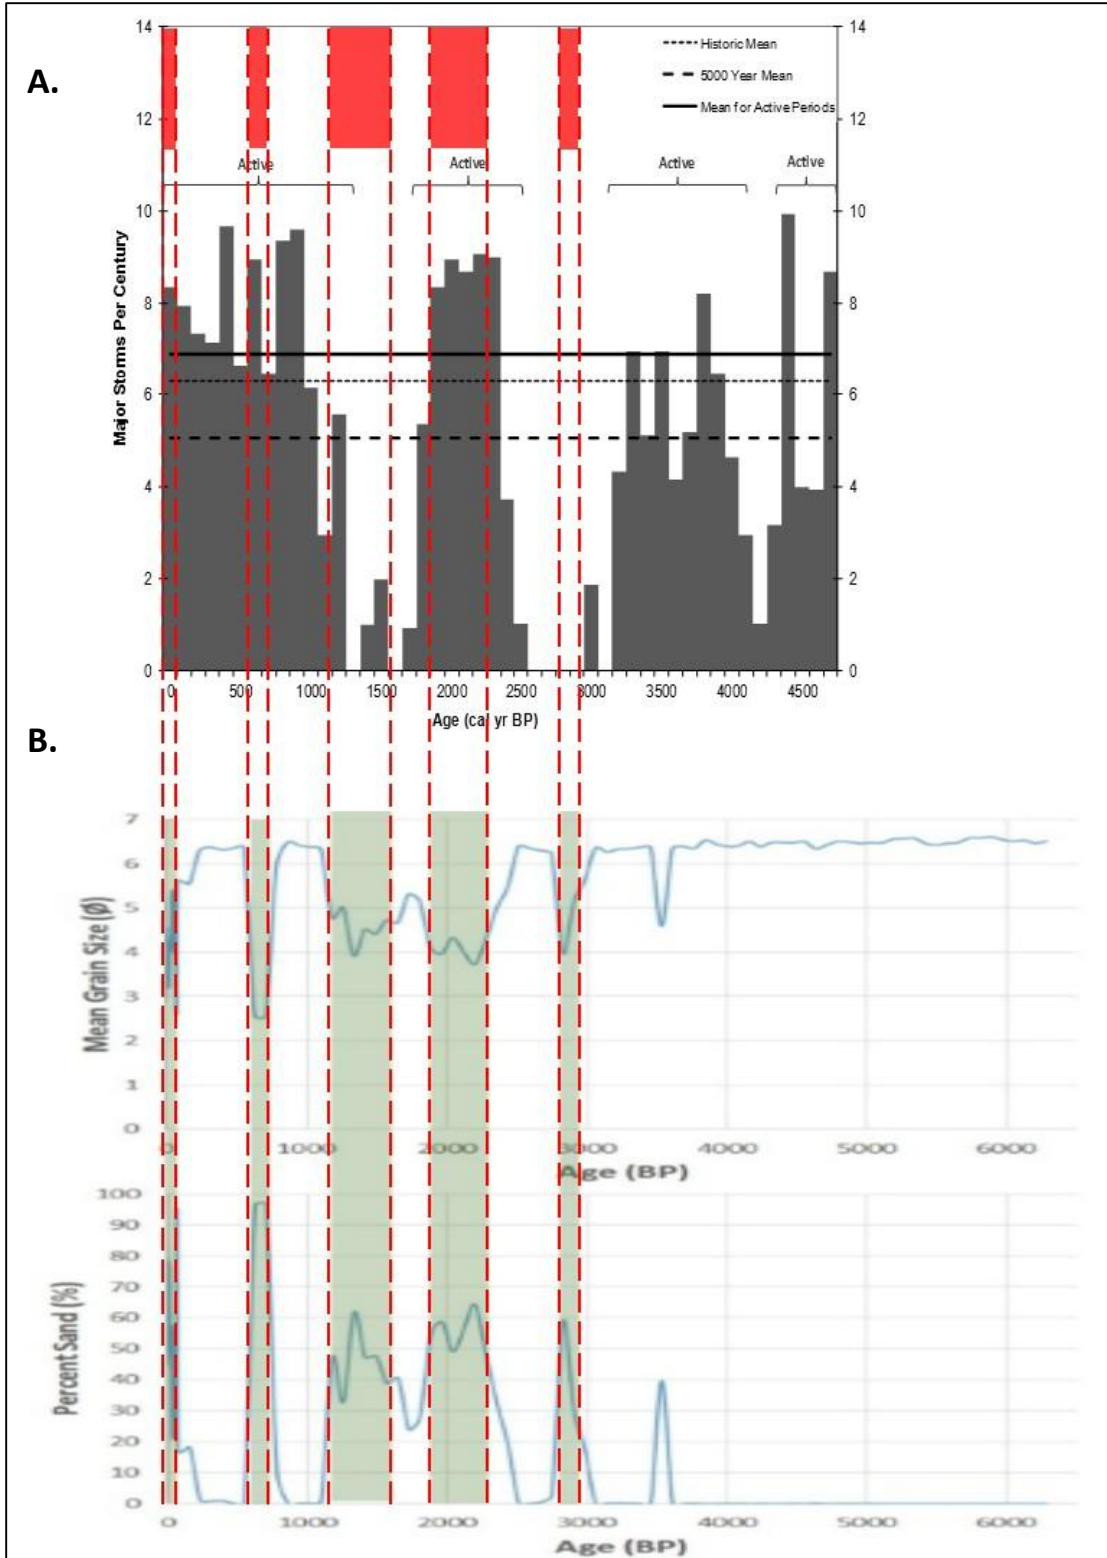 A.
14
12
10
8
6
4
2
0
Major Storms Per Century
14
12
10
8
6
4
2
0
Historic Mean
5000 Year Mean
Mean for Active Periods
Active
Active
Active
Active
0 500 1000 1500 2000 2500 3000 3500 4000 4500
Age (cal yr BP)
B.
7
6
5
4
3
2
1
0
Mean Grain Size (Ø)
0 1000 2000 3000 4000 5000 6000
Age (BP)
100
90
80
70
60
50
40
30
20
10
0
Percent Sand (%)
0 1000 2000 3000 4000 5000 6000
Age (BP)